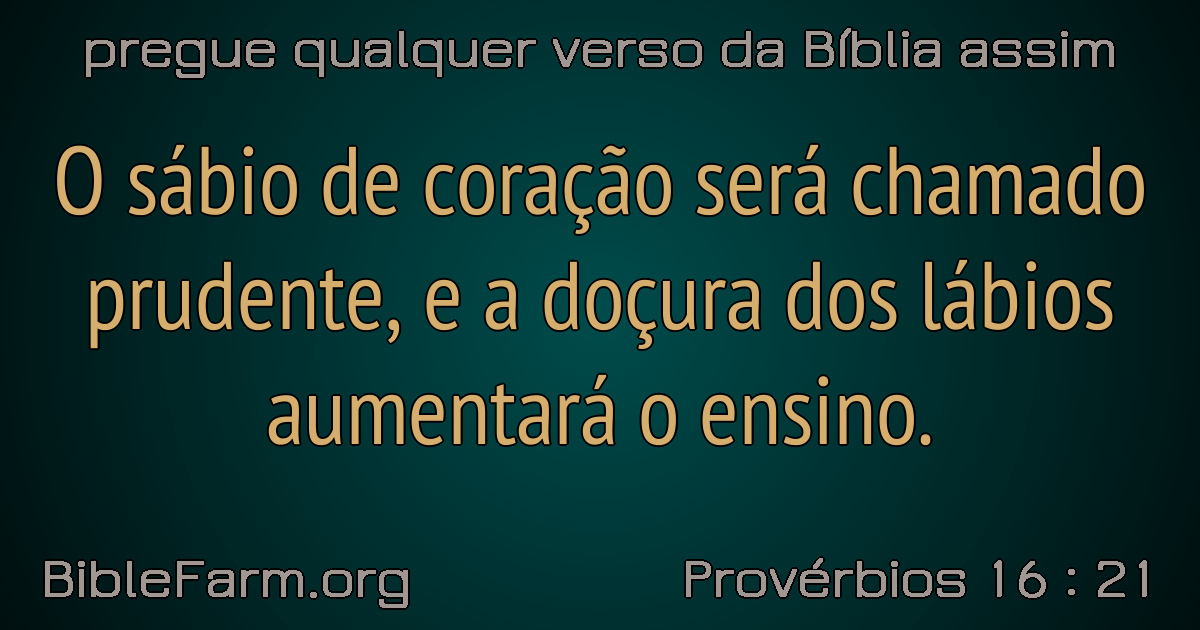 pregue qualquer verso da Bíblia assim
O sábio de coração será chamado
prudente, e a doçura dos lábios
aumentará o ensino.
BibleFarm.org
Provérbios 16 : 21